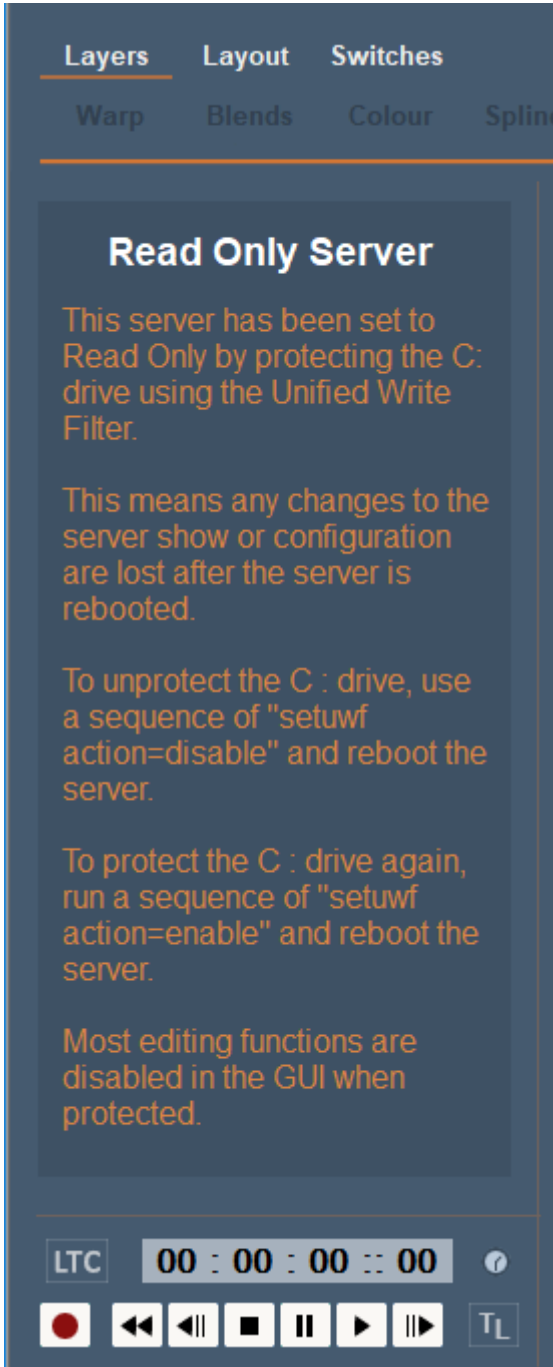 Layers Layout Switches
Warp Blends Colour
Read Only Server
This server has been set to
Read Only by protecting the C:
drive using the Unified Write
Filter.
This means any changes to the
server show or configuration
are lost after the server is
rebooted.
To unprotect the C : drive, use
a sequence of "setuwf
action=disable" and reboot the
server.
To protect the C : drive again,
run a sequence of "setuwf
action=enable" and reboot the
server.
Most editing functions are
disabled in the GUI when
protected.
LTC 00 : 00 : 00 :: 00
TL